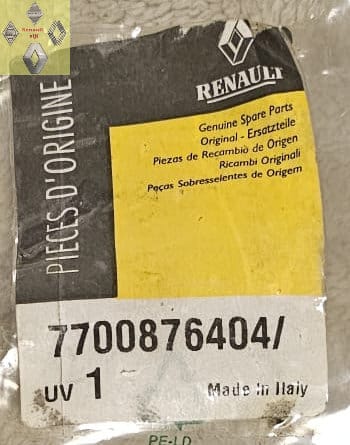 Renault
RENAULT
PIECES D'ORIGINE
Genuine Spare Parts
Original - Ersatzteile
Piezas de Recambiò de Origen
Ricambi Originali
Poças Sobresselentes de Origem
7700876404/
UV 1
Made in Italy
PE-LD